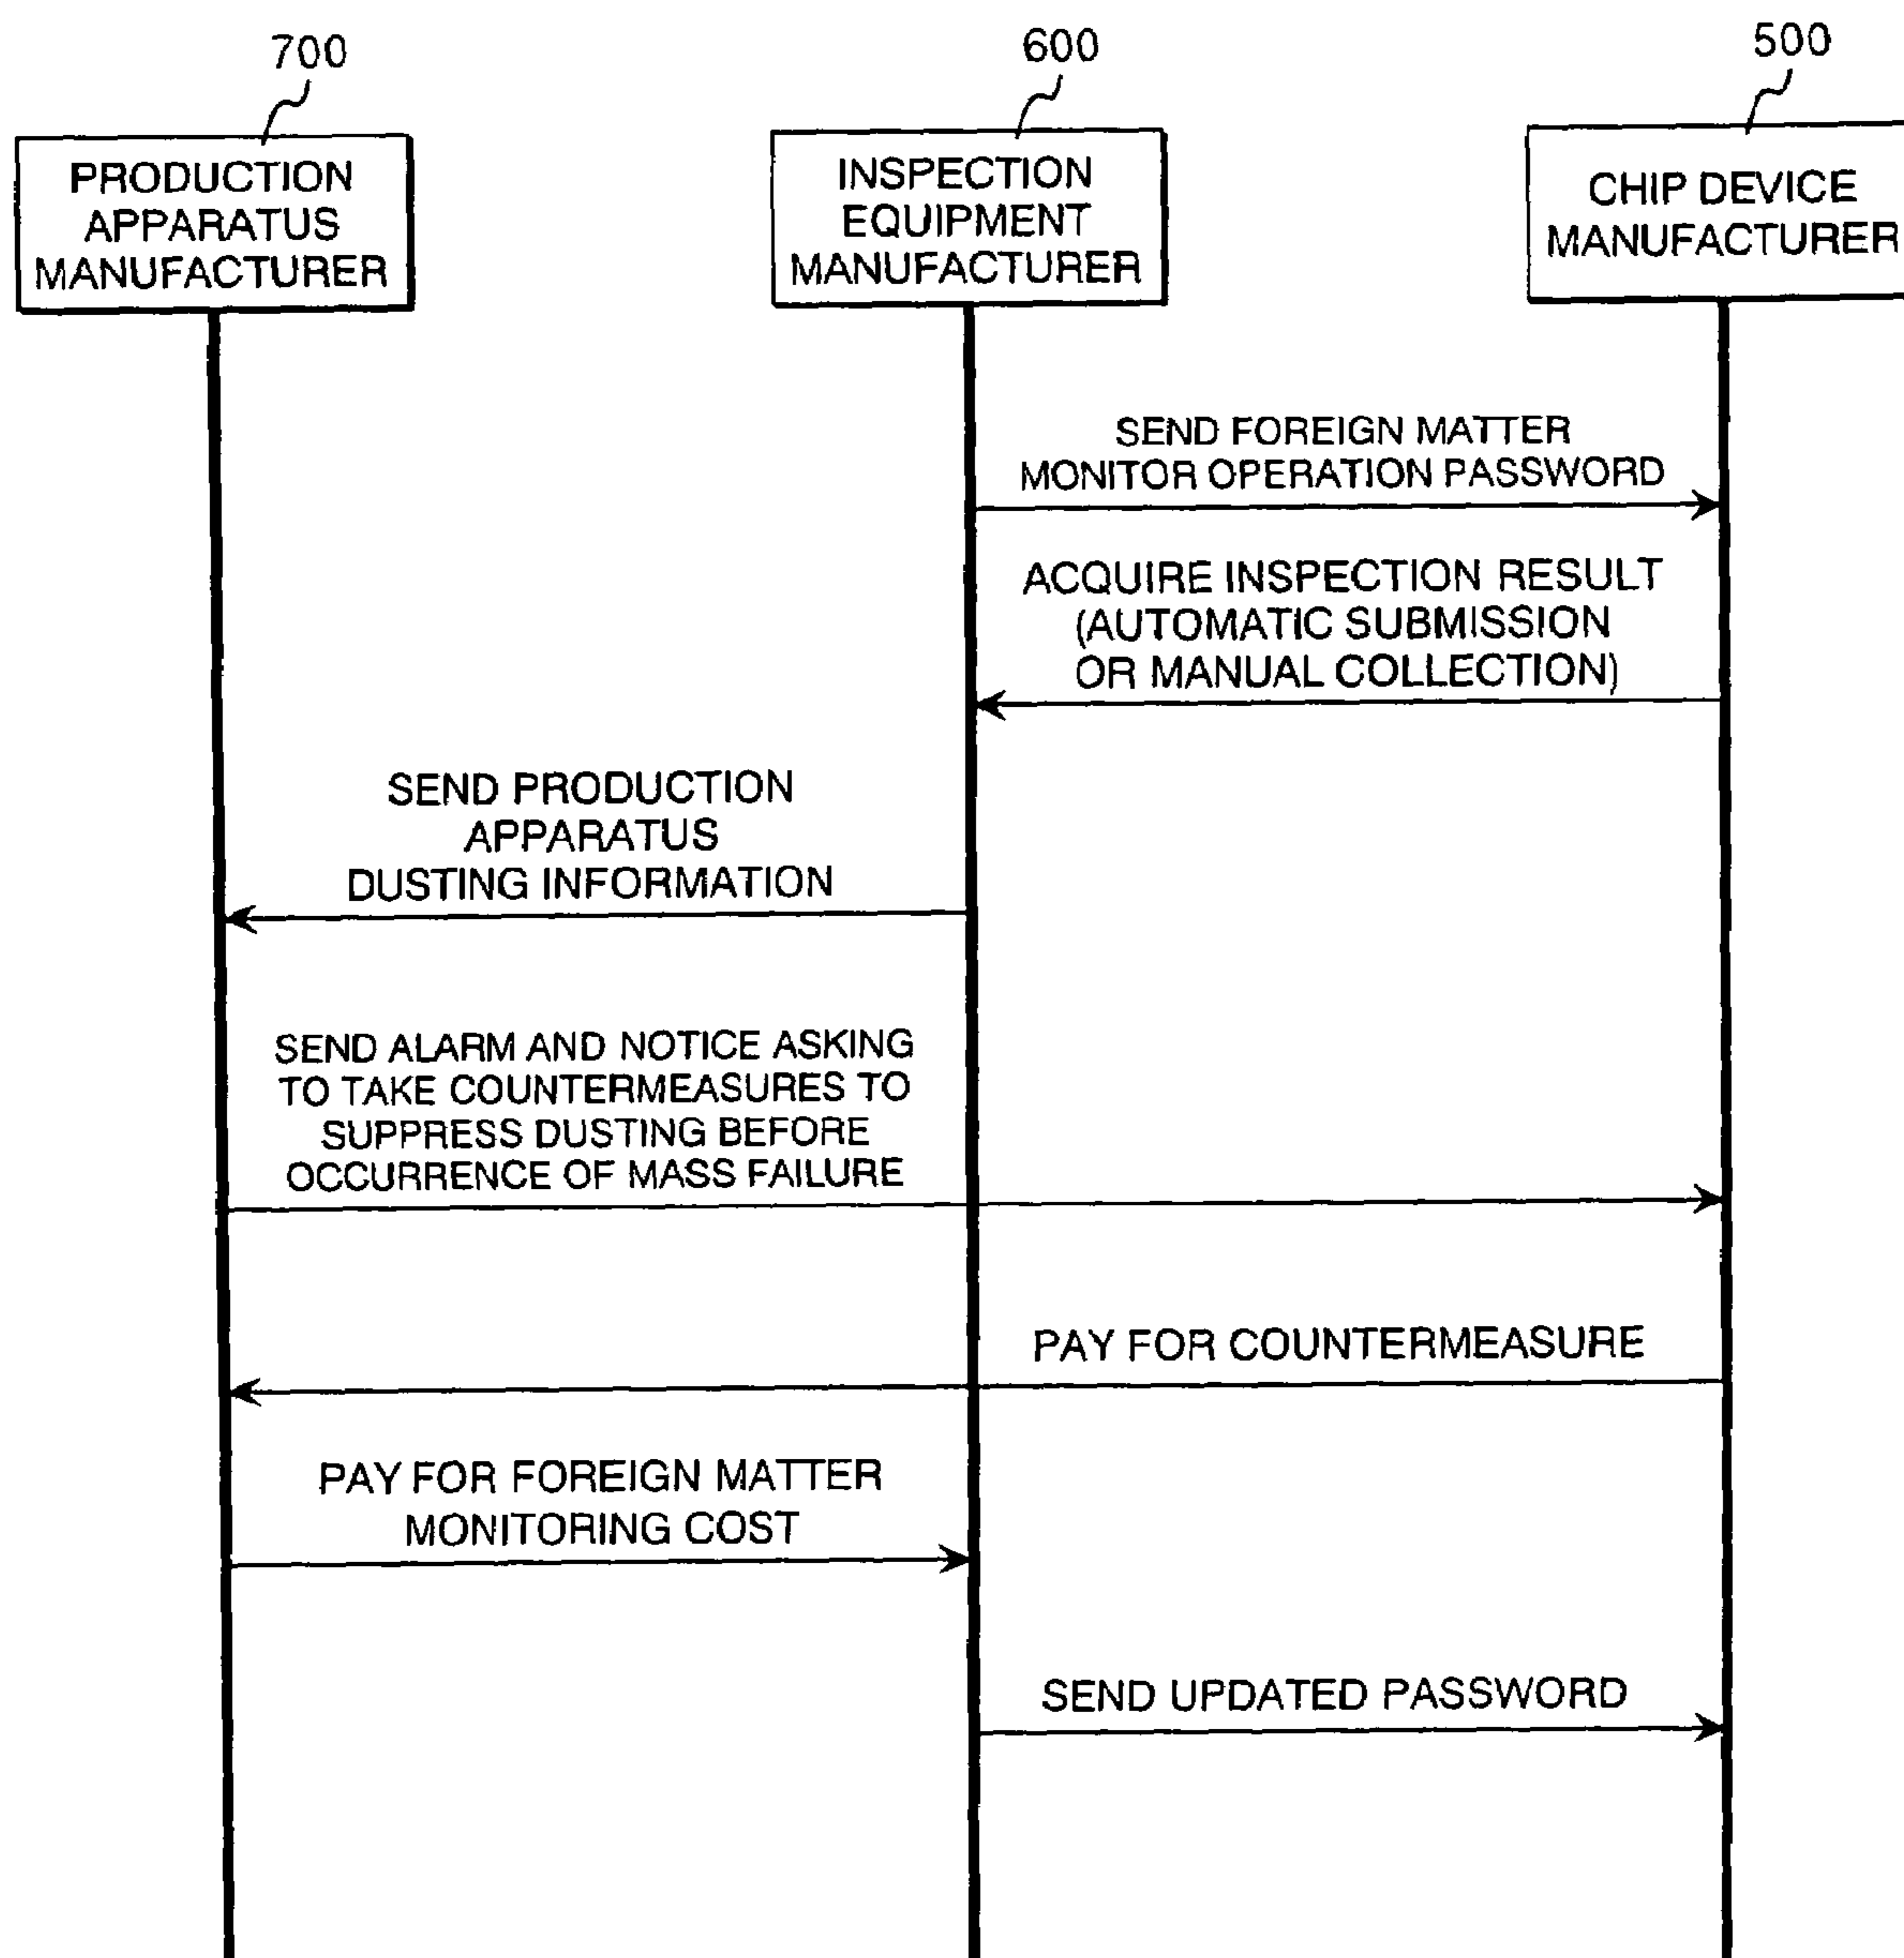 700
600
500
PRODUCTION
APPARATUS
MANUFACTURER
INSPECTION
EQUIPMENT
MANUFACTURER
CHIP DEVICE
MANUFACTURER
SEND FOREIGN MATTER
MONITOR OPERATION PASSWORD
ACQUIRE INSPECTION RESULT
(AUTOMATIC SUBMISSION
OR MANUAL COLLECTION)
SEND PRODUCTION
APPARATUS
DUSTING INFORMATION
SEND ALARM AND NOTICE ASKING
TO TAKE COUNTERMEASURES TO
SUPPRESS DUSTING BEFORE
OCCURRENCE OF MASS FAILURE
PAY FOR COUNTERMEASURE
PAY FOR FOREIGN MATTER
MONITORING COST
SEND UPDATED PASSWORD